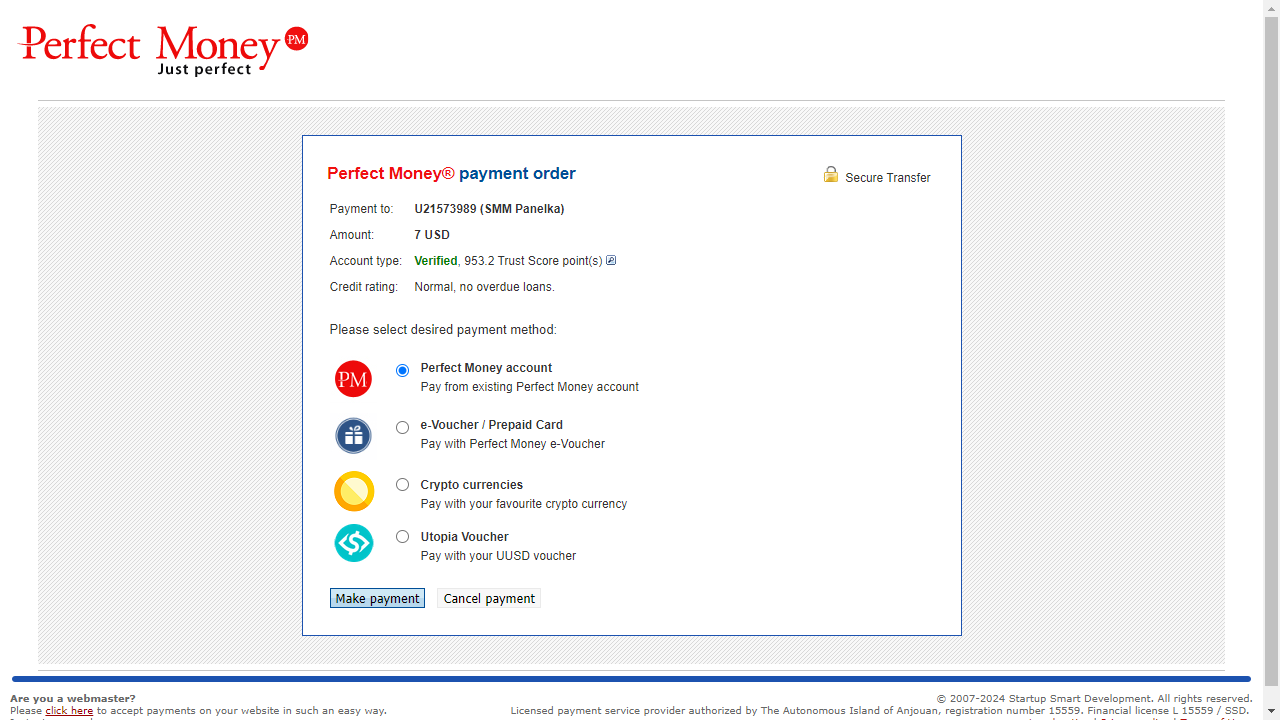 Perfect Money PM
Just perfect
Perfect Money® payment order
Secure Transfer
Payment to: U21573989 (SMM Panelka)
Amount: 7 USD
Account type: Verified, 953.2 Trust Score point(s)
Credit rating: Normal, no overdue loans.
Please select desired payment method:
PM
Perfect Money account
Pay from existing Perfect Money account
e-Voucher / Prepaid Card
Pay with Perfect Money e-Voucher
Crypto currencies
Pay with your favourite crypto currency
Utopia Voucher
Pay with your UUSD voucher
Make payment Cancel payment
Are you a webmaster?
Please click here to accept payments on your website in such an easy way.
© 2007-2024 Startup Smart Development. All rights reserved.
Licensed payment service provider authorized by The Autonomous Island of Anjouan, registration number 15559. Financial license L 15559 / SSD.